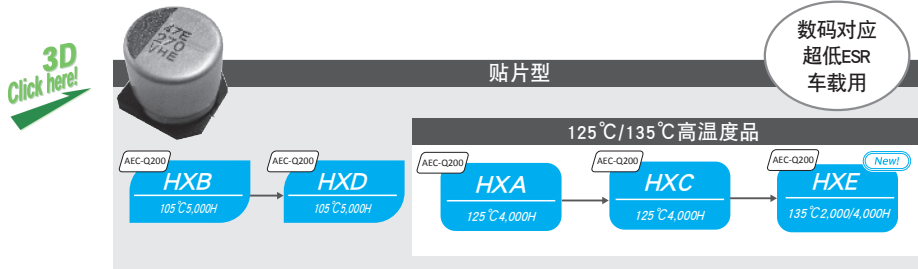 3D
Click here!
47E
270
VHE
贴片型
数码对应
超低ESR
车载用
125℃/135℃高温度品
AEC-Q200
HXB
105℃5,000H
AEC-Q200
HXD
105℃5,000H
AEC-Q200
HXA
125℃4,000H
AEC-Q200
HXC
125℃4,000H
AEC-Q200
New!
HXE
135℃2,000/4,000H